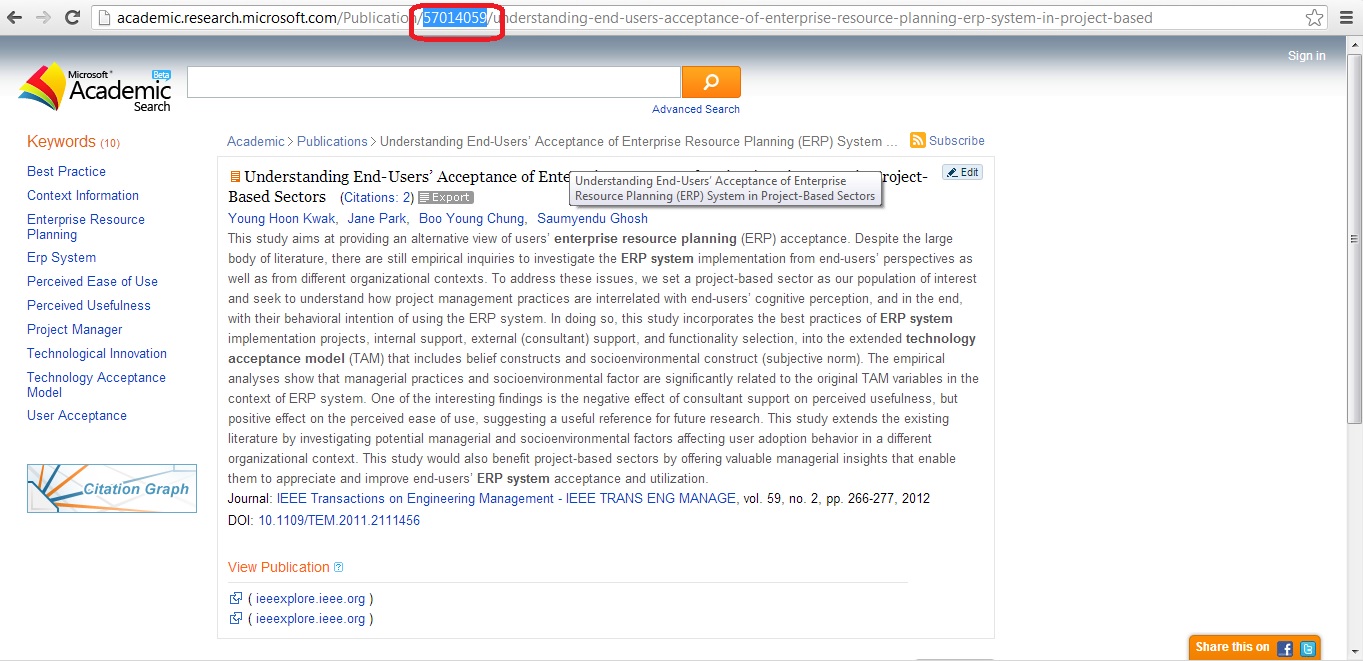 academic.research.microsoft.com/Publication/57014059/understanding-end-users-acceptance-of-enterprise-resource-planning-erp-system-in-project-based
Sign in
Microsoft® Beta
Academic
Search
Advanced Search
Keywords (10)
Best Practice
Context Information
Enterprise Resource
Planning
Erp System
Perceived Ease of Use
Perceived Usefulness
Project Manager
Technological Innovation
Technology Acceptance
Model
User Acceptance
Citation Graph
Academic > Publications > Understanding End-Users’ Acceptance of Enterprise Resource Planning (ERP) System ...
Subscribe
Understanding End-Users’ Acceptance of Ente roject-
Edit
Understanding End-Users’ Acceptance of Enterprise
Resource Planning (ERP) System in Project-Based Sectors
Based Sectors (Citations: 2) Export
Young Hoon Kwak, Jane Park, Boo Young Chung, Saumyendu Ghosh
This study aims at providing an alternative view of users’ enterprise resource planning (ERP) acceptance. Despite the large
body of literature, there are still empirical inquiries to investigate the ERP system implementation from end-users’ perspectives as
well as from different organizational contexts. To address these issues, we set a project-based sector as our population of interest
and seek to understand how project management practices are interrelated with end-users’ cognitive perception, and in the end,
with their behavioral intention of using the ERP system. In doing so, this study incorporates the best practices of ERP system
implementation projects, internal support, external (consultant) support, and functionality selection, into the extended technology
acceptance model (TAM) that includes belief constructs and socioenvironmental construct (subjective norm). The empirical
analyses show that managerial practices and socioenvironmental factor are significantly related to the original TAM variables in the
context of ERP system. One of the interesting findings is the negative effect of consultant support on perceived usefulness, but
positive effect on the perceived ease of use, suggesting a useful reference for future research. This study extends the existing
literature by investigating potential managerial and socioenvironmental factors affecting user adoption behavior in a different
organizational context. This study would also benefit project-based sectors by offering valuable managerial insights that enable
them to appreciate and improve end-users’ ERP system acceptance and utilization.
Journal: IEEE Transactions on Engineering Management - IEEE TRANS ENG MANAGE, vol. 59, no. 2, pp. 266-277, 2012
DOI: 10.1109/TEM.2011.2111456
View Publication ?
( ieeexplore.ieee.org )
( ieeexplore.ieee.org )
Share this on